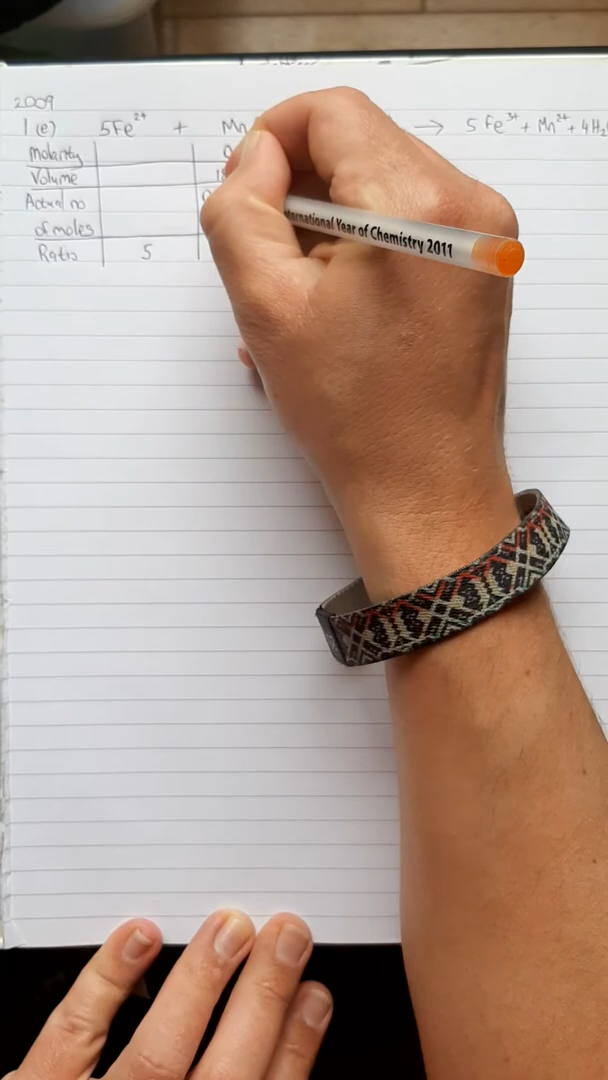 2009
1(e) 5Fe²⁺ + Mn → 5 Fe³⁺ + Mn²⁺ + 4H₂
Molarity
Volume
Actual no
of moles
Ratio 5
International Year of Chemistry 2011